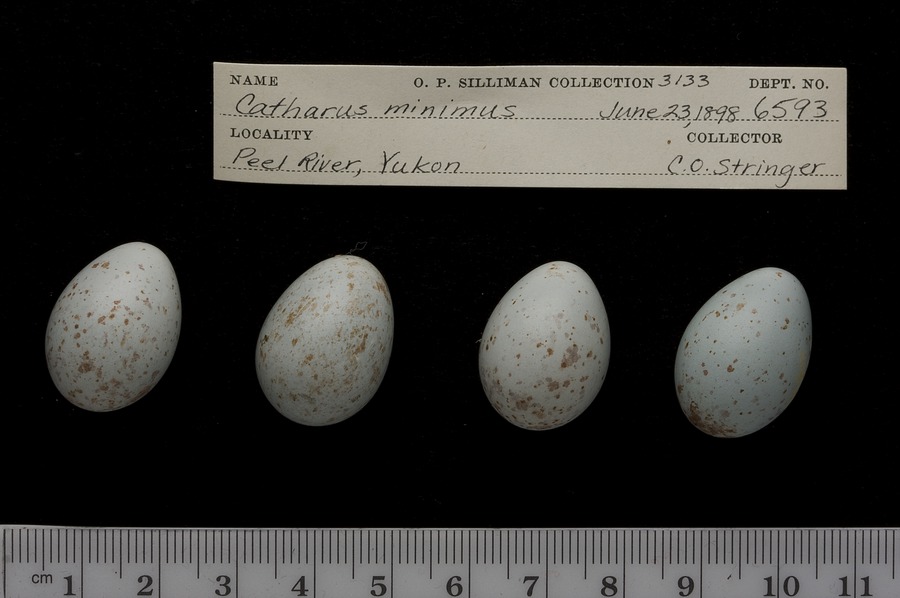 NAME O. P. SILLIMAN COLLECTION 3133 DEPT. NO.
Catharus minimus June 23, 1898 6593
LOCALITY COLLECTOR
Peel River, Yukon C.O. Stringer
cm 1 2 3 4 5 6 7 8 9 10 11